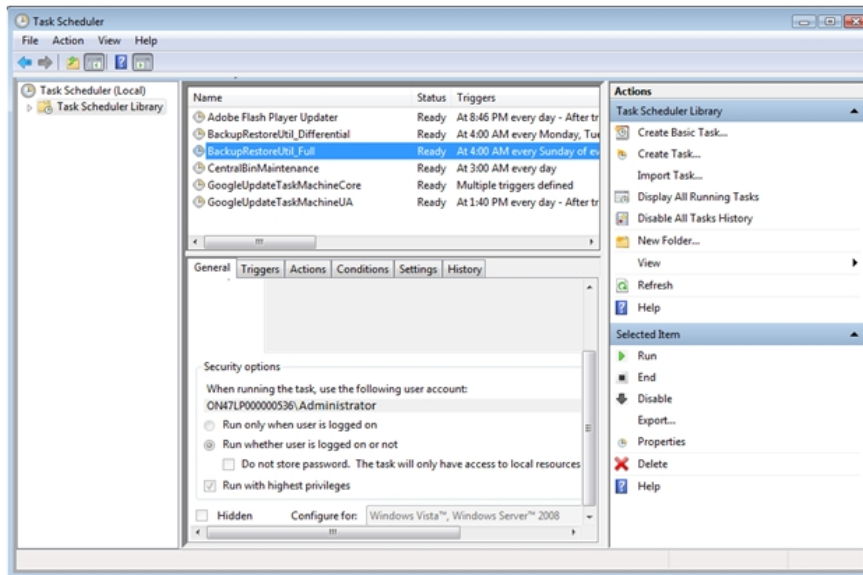 Task Scheduler
File Action View Help
Task Scheduler (Local)
Task Scheduler Library
Name Status Triggers
Adobe Flash Player Updater Ready At 8:46 PM every day - After tr
BackupRestoreUtil_Differential Ready At 4:00 AM every Monday, Tue
BackupRestoreUtil_Full Ready At 4:00 AM every Sunday of ev
CentralBinMaintenance Ready At 3:00 AM every day
GoogleUpdateTaskMachineCore Ready Multiple triggers defined
GoogleUpdateTaskMachineUA Ready At 1:40 PM every day - After tr
General Triggers Actions Conditions Settings History
Security options
When running the task, use the following user account:
ON47LP000000536\Administrator
Run only when user is logged on
Run whether user is logged on or not
Do not store password. The task will only have access to local resources
Run with highest privileges
Hidden Configure for: Windows Vista™, Windows Server™ 2008
Actions
Task Scheduler Library
Create Basic Task...
Create Task...
Import Task...
Display All Running Tasks
Disable All Tasks History
New Folder...
View
Refresh
Help
Selected Item
Run
End
Disable
Export...
Properties
Delete
Help